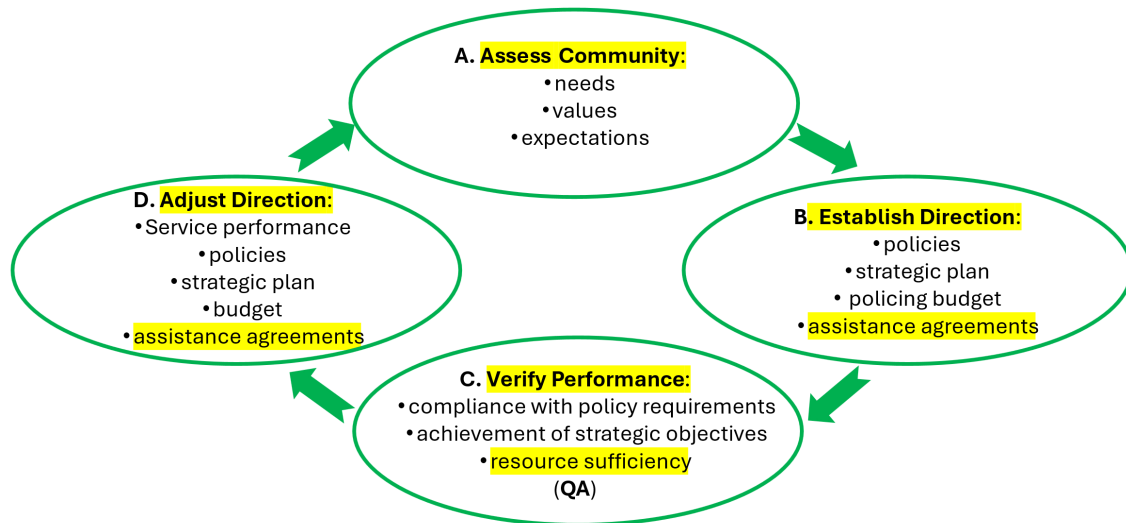 A. Assess Community:
•needs
•values
•expectations
B. Establish Direction:
•policies
•strategic plan
• policing budget
•assistance agreements
C. Verify Performance:
•compliance with policy requirements
•achievement of strategic objectives
•resource sufficiency
(QA)
D. Adjust Direction:
•Service performance
•policies
•strategic plan
•budget
•assistance agreements